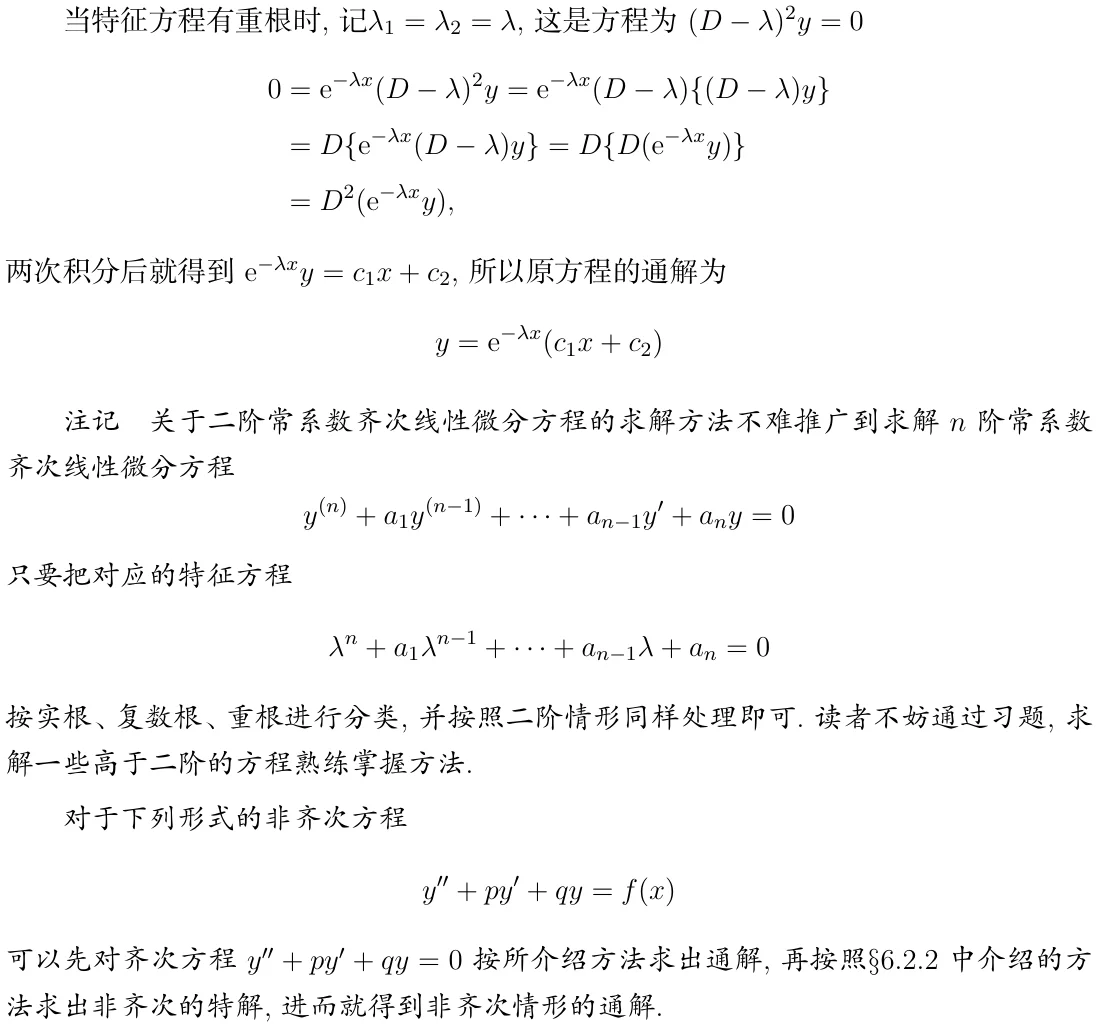 当特征方程有重根时, 记λ₁ = λ₂ = λ, 这是方程为 (D − λ)²y = 0
0 = e^{−λx}(D − λ)²y = e^{−λx}(D − λ){(D − λ)y}
= D{e^{−λx}(D − λ)y} = D{D(e^{−λx}y)}
= D²(e^{−λx}y),
两次积分后就得到 e^{−λx}y = c₁x + c₂, 所以原方程的通解为
y = e^{−λx}(c₁x + c₂)
注记　关于二阶常系数齐次线性微分方程的求解方法不难推广到求解 n 阶常系数
齐次线性微分方程
y^{(n)} + a₁y^{(n−1)} + ⋯ + a_{n−1}y′ + a_ny = 0
只要把对应的特征方程
λ^n + a₁λ^{n−1} + ⋯ + a_{n−1}λ + a_n = 0
按实根、复数根、重根进行分类, 并按照二阶情形同样处理即可. 读者不妨通过习题, 求
解一些高于二阶的方程熟练掌握方法.
对于下列形式的非齐次方程
y″ + py′ + qy = f(x)
可以先对齐次方程 y″ + py′ + qy = 0 按所介绍方法求出通解, 再按照§6.2.2 中介绍的方
法求出非齐次的特解, 进而就得到非齐次情形的通解.